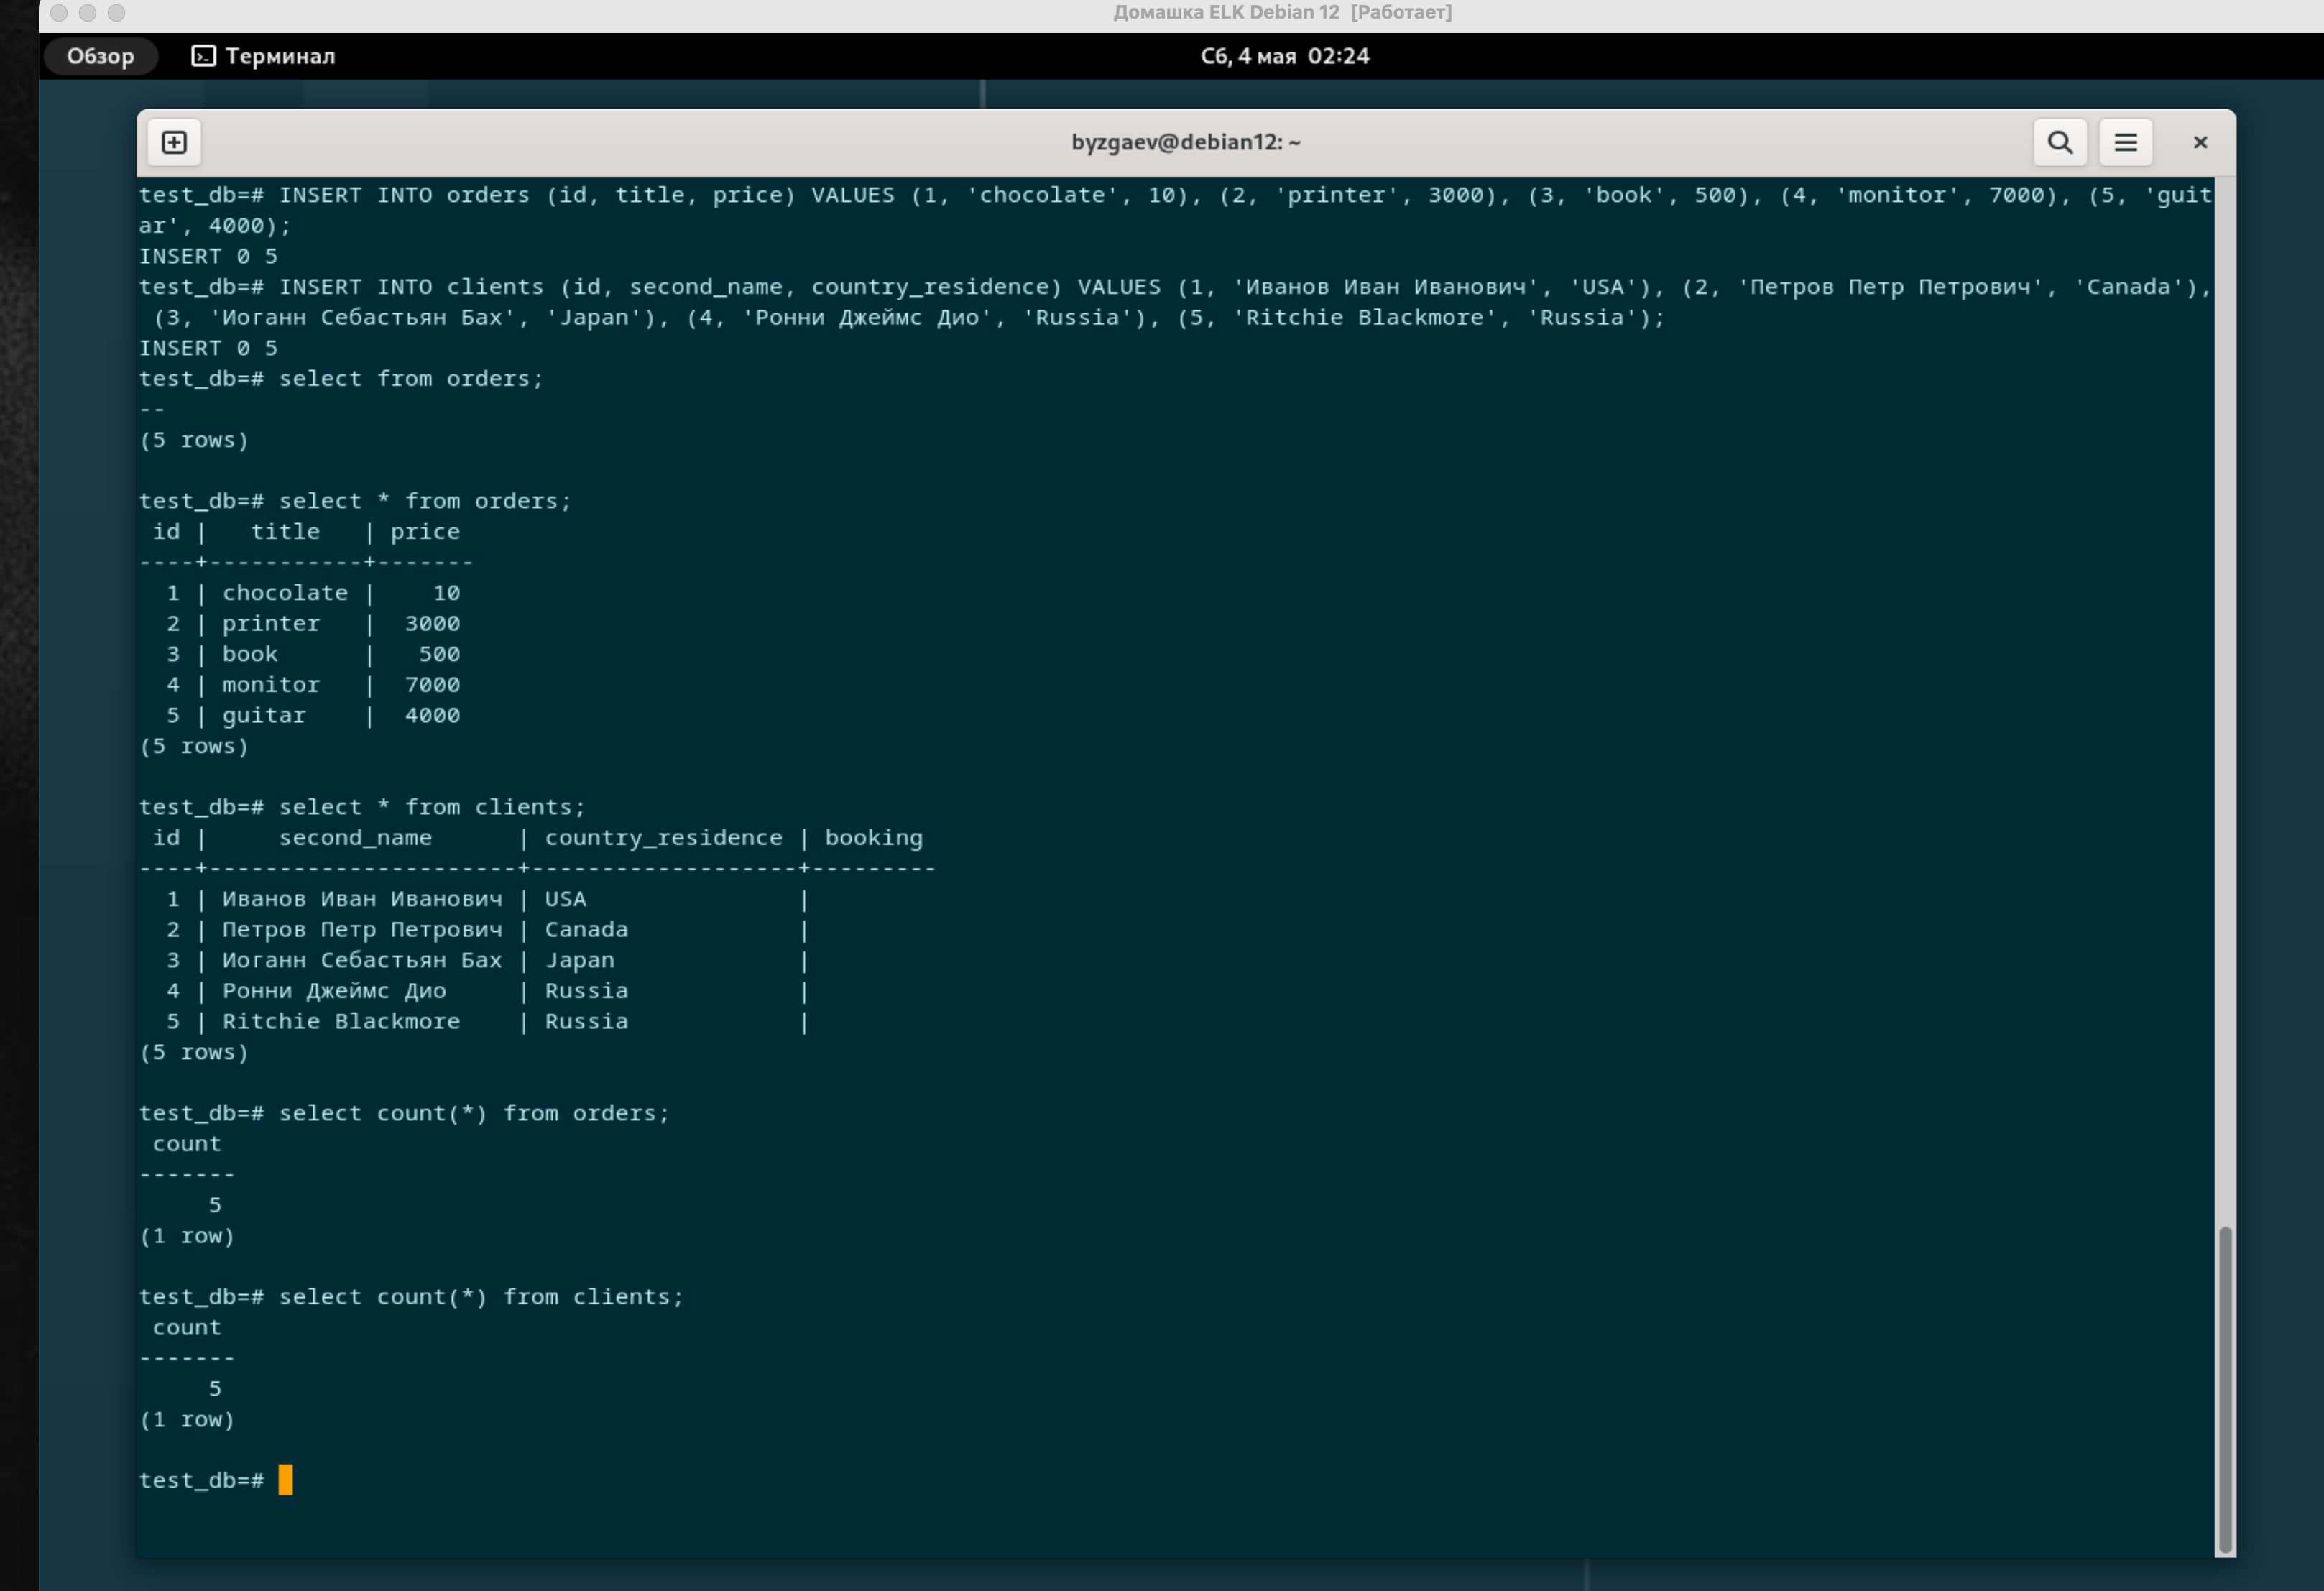 Домашка ELK Debian 12 [Работает]
Обзор Терминал Сб, 4 мая 02:24
byzgaev@debian12: ~
test_db=# INSERT INTO orders (id, title, price) VALUES (1, 'chocolate', 10), (2, 'printer', 3000), (3, 'book', 500), (4, 'monitor', 7000), (5, 'guit
ar', 4000);
INSERT 0 5
test_db=# INSERT INTO clients (id, second_name, country_residence) VALUES (1, 'Иванов Иван Иванович', 'USA'), (2, 'Петров Петр Петрович', 'Canada'),
 (3, 'Иоганн Себастьян Бах', 'Japan'), (4, 'Ронни Джеймс Дио', 'Russia'), (5, 'Ritchie Blackmore', 'Russia');
INSERT 0 5
test_db=# select from orders;
--
(5 rows)
test_db=# select * from orders;
 id |   title   | price
----+-----------+-------
  1 | chocolate |    10
  2 | printer   |  3000
  3 | book      |   500
  4 | monitor   |  7000
  5 | guitar    |  4000
(5 rows)
test_db=# select * from clients;
 id |     second_name      | country_residence | booking
----+----------------------+-------------------+---------
  1 | Иванов Иван Иванович | USA               |
  2 | Петров Петр Петрович | Canada            |
  3 | Иоганн Себастьян Бах | Japan             |
  4 | Ронни Джеймс Дио     | Russia            |
  5 | Ritchie Blackmore    | Russia            |
(5 rows)
test_db=# select count(*) from orders;
 count
-------
     5
(1 row)
test_db=# select count(*) from clients;
 count
-------
     5
(1 row)
test_db=#